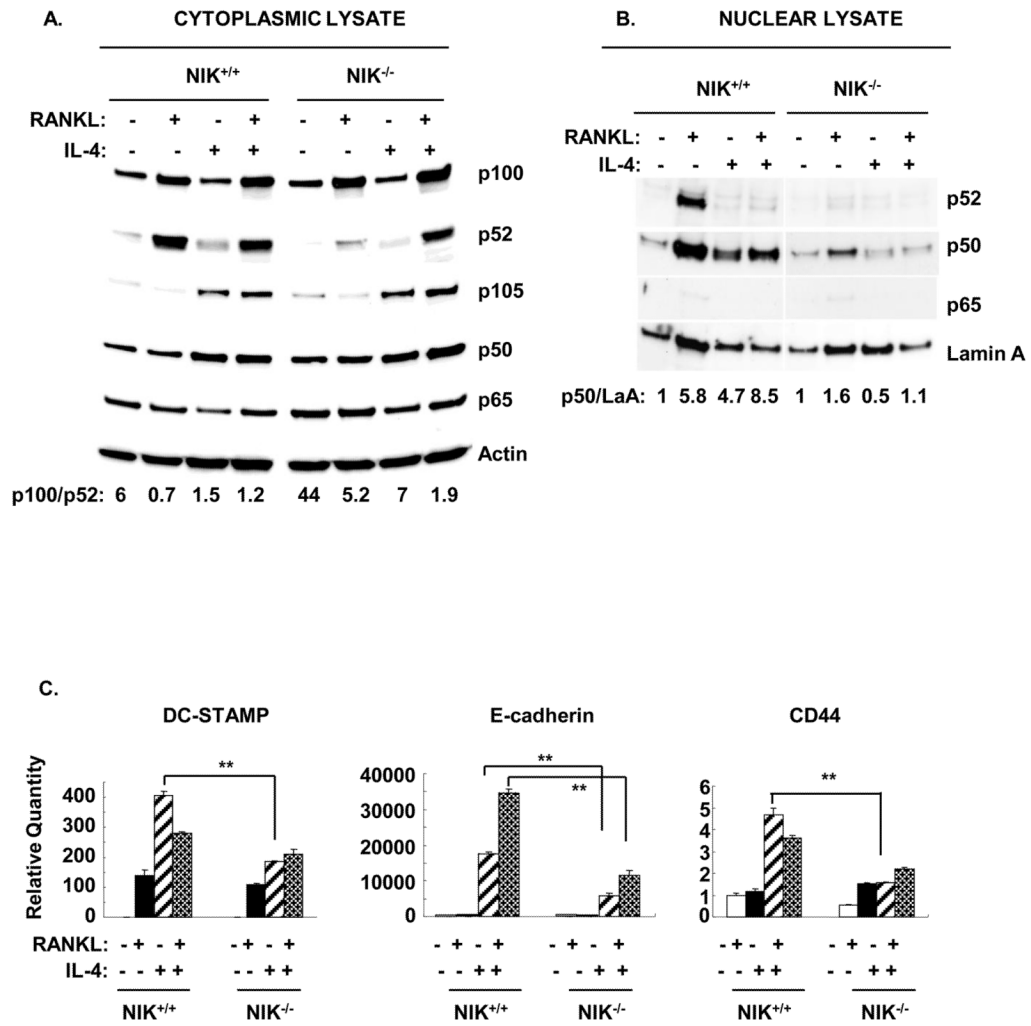 A. CYTOPLASMIC LYSATE
NIK+/+ NIK-/-
RANKL: - + - + - + - +
IL-4: - - + + - - + +
p100
p52
p105
p50
p65
Actin
p100/p52: 6 0.7 1.5 1.2 44 5.2 7 1.9
B. NUCLEAR LYSATE
NIK+/+ NIK-/-
RANKL: - + - + - + - +
IL-4: - - + + - - + +
p52
p50
p65
Lamin A
p50/LaA: 1 5.8 4.7 8.5 1 1.6 0.5 1.1
C.
DC-STAMP
Relative Quantity
400
300
200
100
0
**
RANKL: - + - + - + - +
IL-4: - - + + - - + +
NIK+/+ NIK-/-
E-cadherin
40000
30000
20000
10000
0
**
**
- + - + - + - +
- - + + - - + +
NIK+/+ NIK-/-
CD44
6
5
4
3
2
1
0
**
- + - + - + - +
- - + + - - + +
NIK+/+ NIK-/-